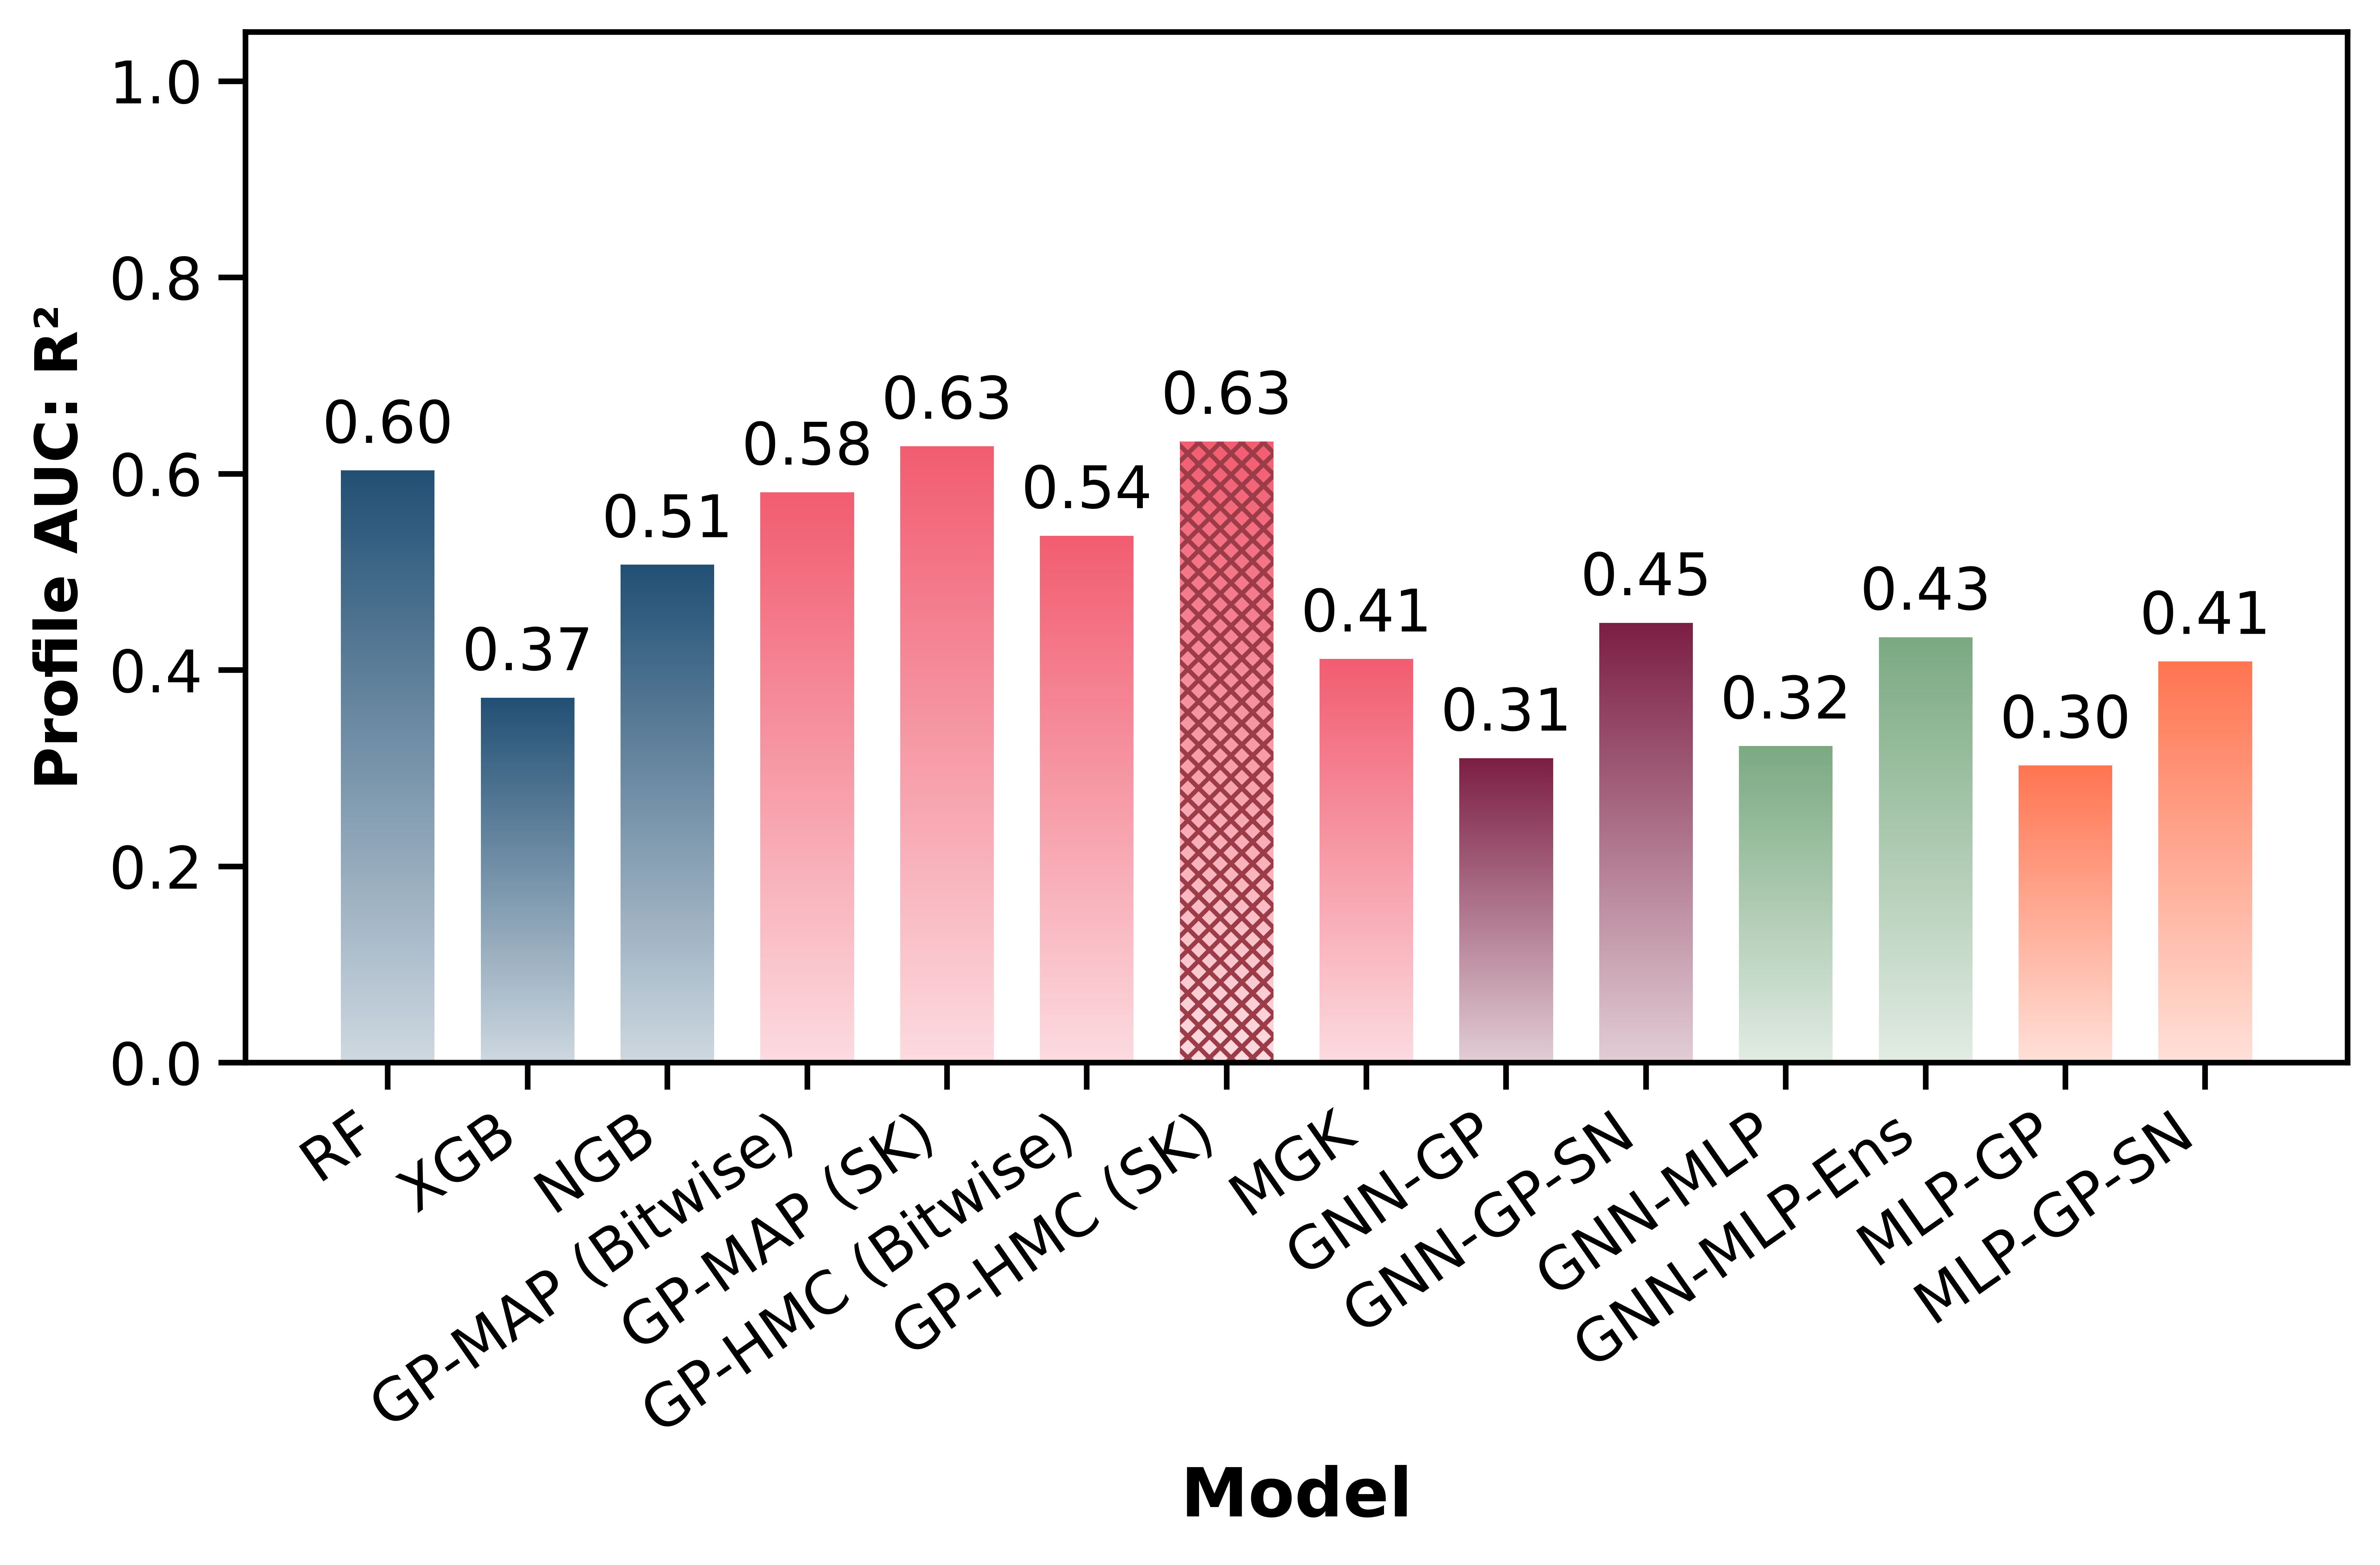 Profile AUC: R²
1.0
0.8
0.6
0.4
0.2
0.0
0.60
0.37
0.51
0.58
0.63
0.54
0.63
0.41
0.31
0.45
0.32
0.43
0.30
0.41
RF
XGB
NGB
GP-MAP (Bitwise)
GP-MAP (SK)
GP-HMC (Bitwise)
GP-HMC (SK)
MGK
GNN-GP
GNN-GP-SN
GNN-MLP
GNN-MLP-Ens
MLP-GP
MLP-GP-SN
Model